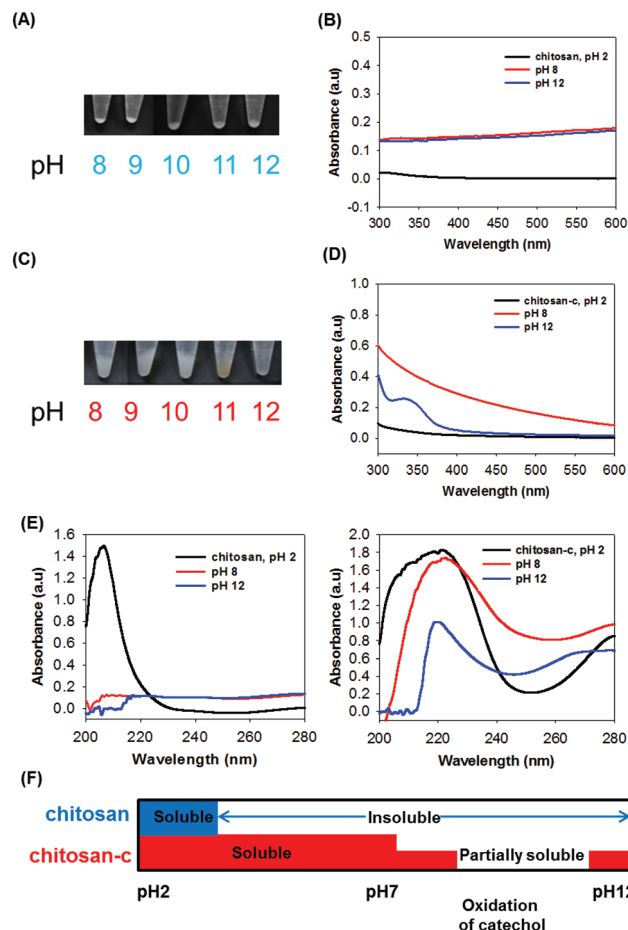 (A)
pH 8 9 10 11 12
(B)
Absorbance (a.u)
0.5
0.4
0.3
0.2
0.1
0.0
-0.1
chitosan, pH 2
pH 8
pH 12
300 350 400 450 500 550 600
Wavelength (nm)
(C)
pH 8 9 10 11 12
(D)
Absorbance (a.u)
1.0
0.8
0.6
0.4
0.2
0.0
chitosan-c, pH 2
pH 8
pH 12
300 350 400 450 500 550 600
Wavelength (nm)
(E)
Absorbance (a.u)
1.6
1.4
1.2
1.0
0.8
0.6
0.4
0.2
0.0
chitosan, pH 2
pH 8
pH 12
200 220 240 260 280
Wavelength (nm)
Absorbance (a.u)
2.0
1.8
1.6
1.4
1.2
1.0
0.8
0.6
0.4
0.2
0.0
chitosan-c, pH 2
pH 8
pH 12
200 220 240 260 280
Wavelength (nm)
(F)
chitosan Soluble Insoluble
chitosan-c Soluble Partially soluble
pH2 pH7 pH12
Oxidation
of catechol